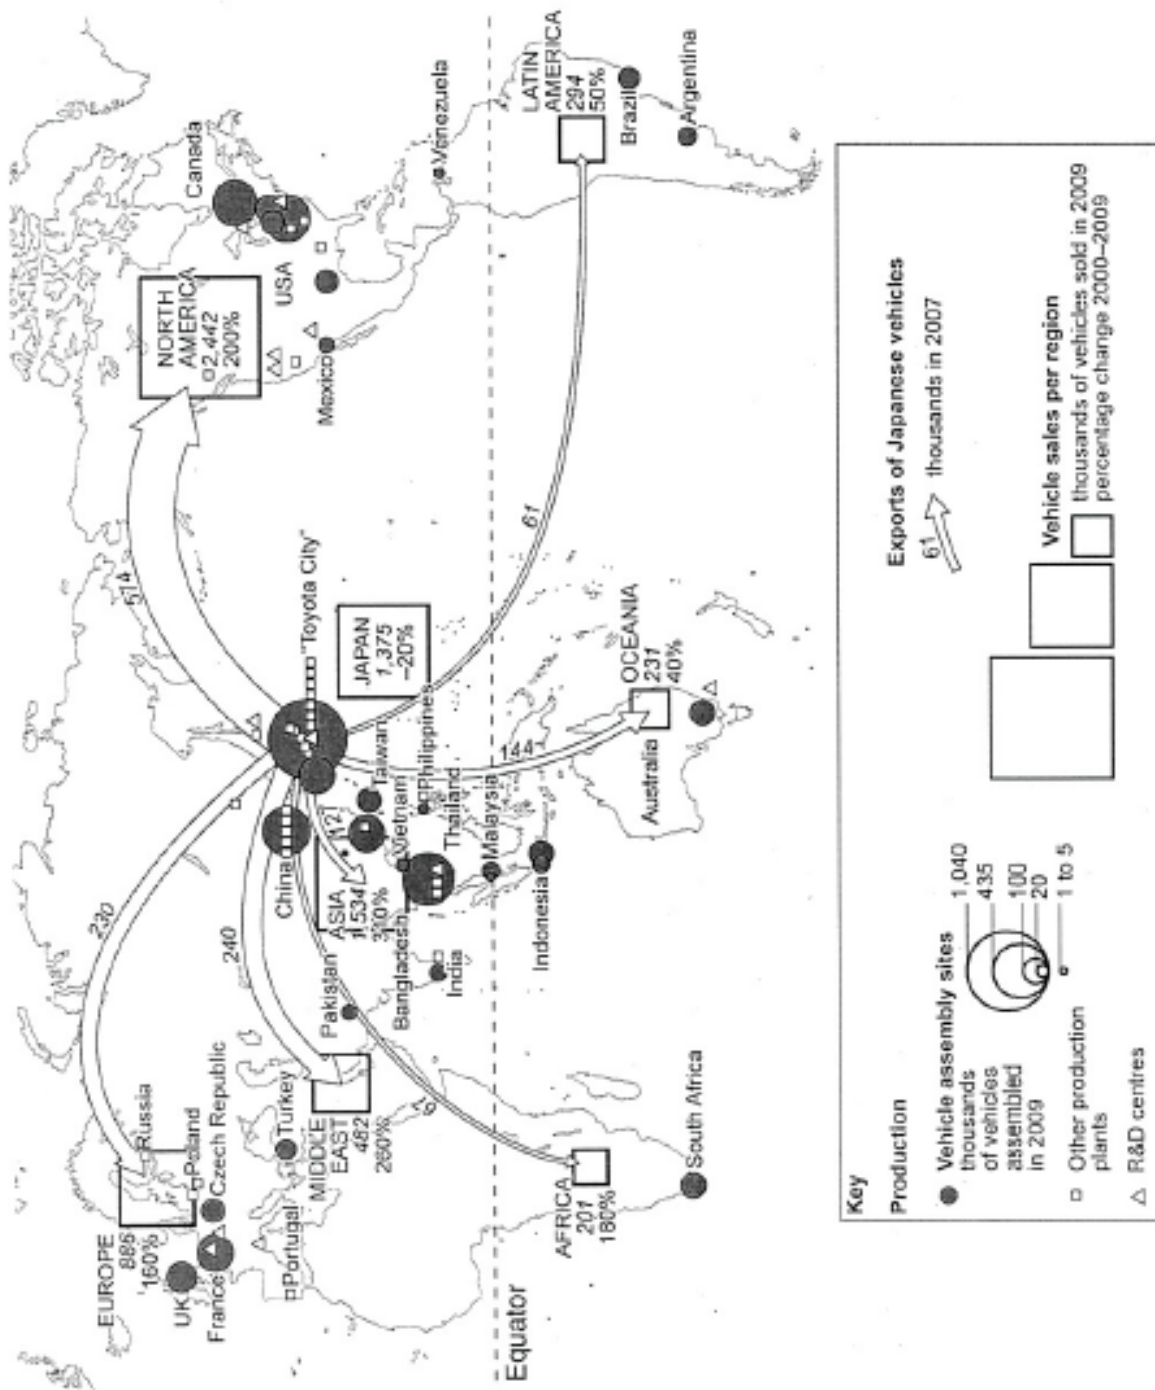 EUROPE
886
160%
UK
France
Portugal
Russia
Poland
Czech Republic
Turkey
MIDDLE
EAST
482
260%
AFRICA
201
180%
South Africa
Equator
230
240
Pakistan
Bangladesh
India
China
ASIA
1,534
330%
Vietnam
Taiwan
Philippines
Thailand
Malaysia
Indonesia
"Toyota City"
JAPAN
1,375
–20%
144
OCEANIA
231
40%
Australia
574
61
NORTH
AMERICA
2,442
200%
Canada
USA
Mexico
Venezuela
LATIN
AMERICA
294
50%
Brazil
Argentina
Key
Production
Vehicle assembly sites
thousands
of vehicles
assembled
in 2009
1,040
435
100
20
1 to 5
Other production
plants
R&D centres
Exports of Japanese vehicles
61
thousands in 2007
Vehicle sales per region
thousands of vehicles sold in 2009
percentage change 2000–2009